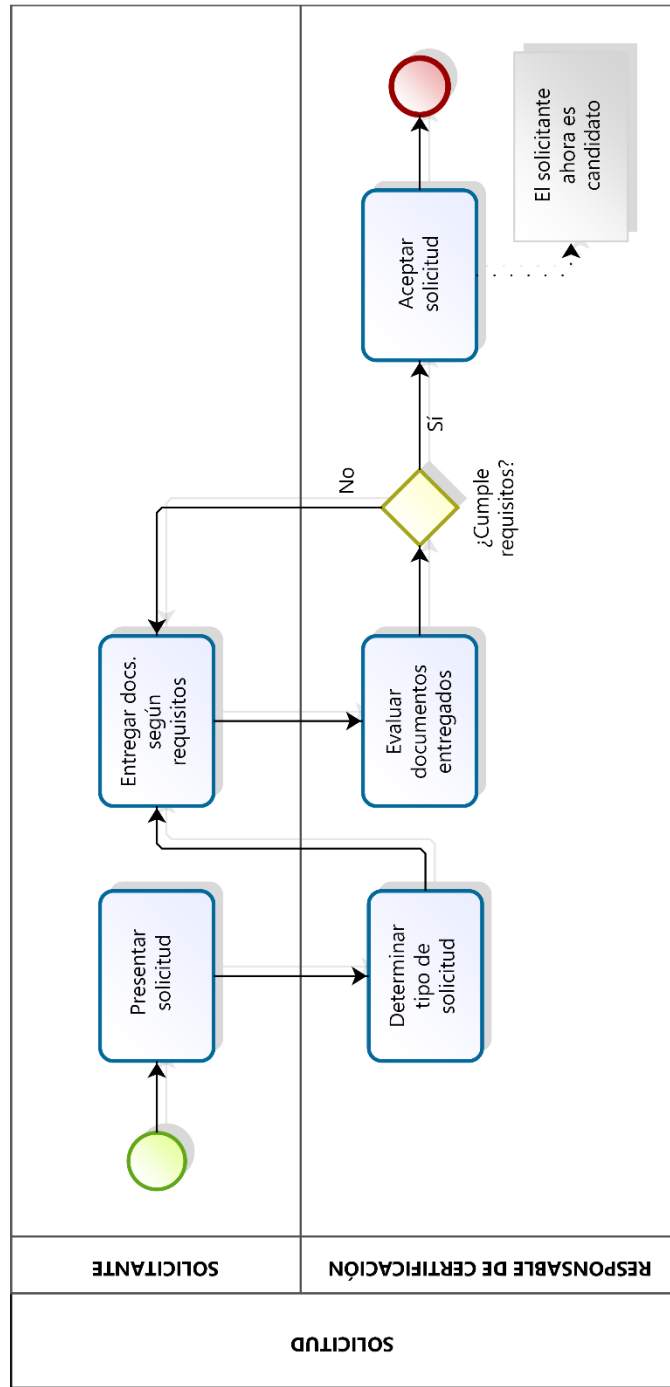 SOLICITUD
SOLICITANTE
Presentar
solicitud
Entregar docs.
según
requisitos
RESPONSABLE DE CERTIFICACIÓN
Determinar
tipo de
solicitud
Evaluar
documentos
entregados
¿Cumple
requisitos?
No
Sí
Aceptar
solicitud
El solicitante
ahora es
candidato